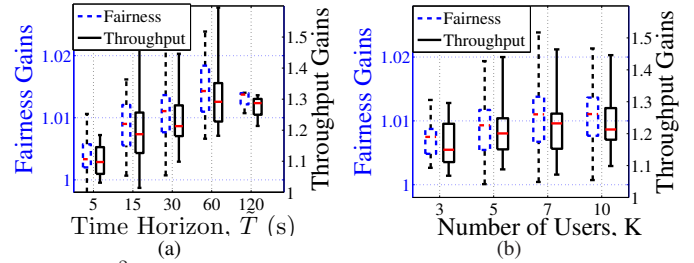 Fairness
Throughput
Fairness Gains
1.02
1.01
1
1.5
1.4
1.3
1.2
1.1
1
Throughput Gains
5 15 30 60 120
Time Horizon, T̃ (s)
(a)
Fairness
Throughput
Fairness Gains
1.02
1.01
1
1.5
1.4
1.3
1.2
1.1
1
Throughput Gains
3 5 7 10
Number of Users, K
(b)